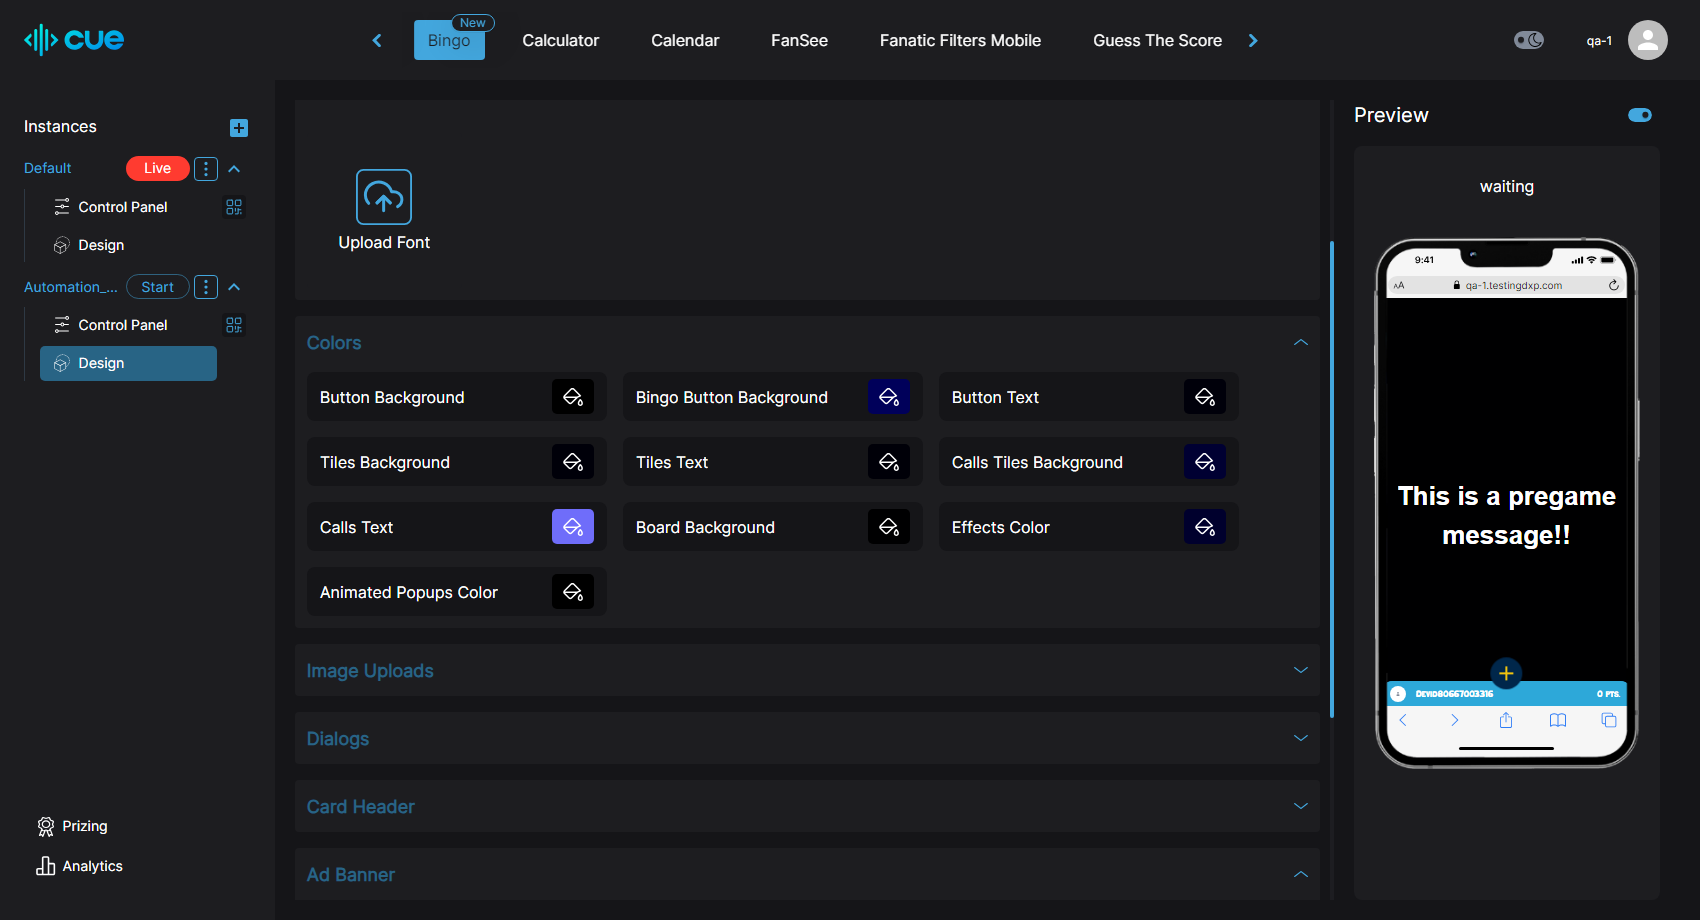 cue
Bingo
New
Calculator
Calendar
FanSee
Fanatic Filters Mobile
Guess The Score
qa-1
Instances
Default
Live
Control Panel
Design
Automation_...
Start
Control Panel
Design
Prizing
Analytics
Upload Font
Colors
Button Background
Bingo Button Background
Button Text
Tiles Background
Tiles Text
Calls Tiles Background
Calls Text
Board Background
Effects Color
Animated Popups Color
Image Uploads
Dialogs
Card Header
Ad Banner
Preview
waiting
9:41
AA
qa-1.testingdxp.com
This is a pregame
message!!
DEVID80667003316
0 PTS.